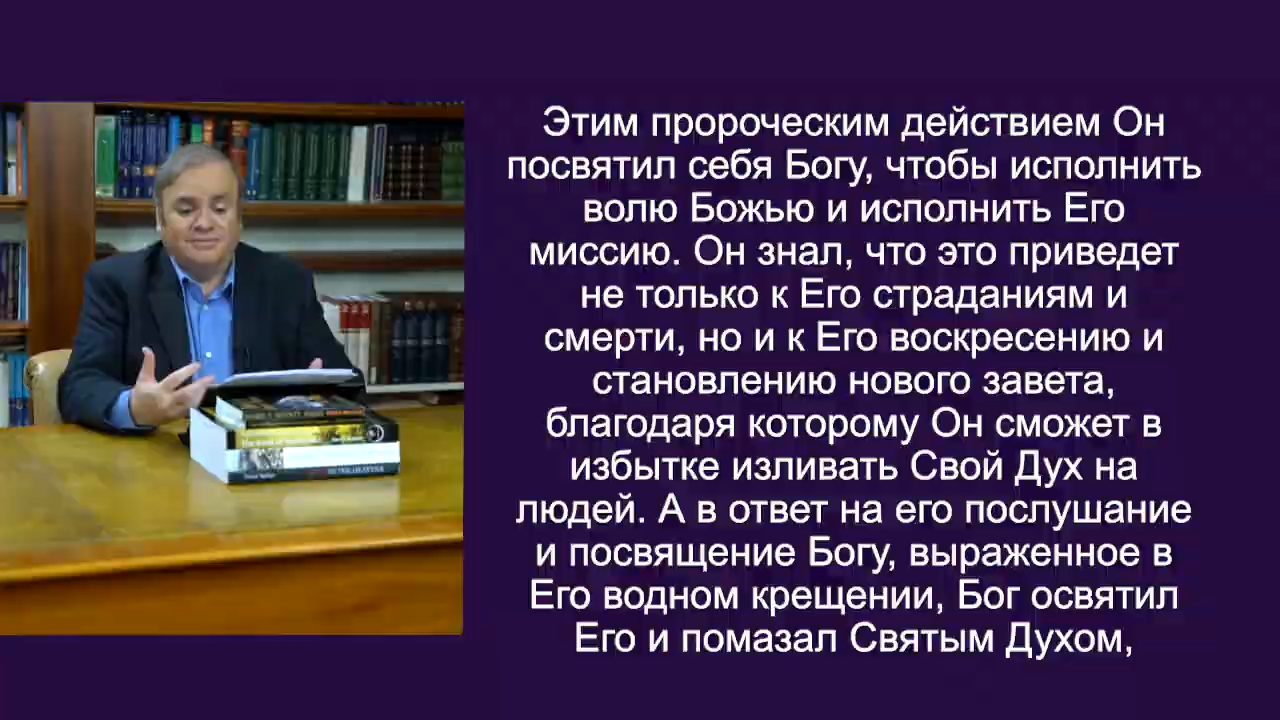 Этим пророческим действием Он
посвятил себя Богу, чтобы исполнить
волю Божью и исполнить Его
миссию. Он знал, что это приведет
не только к Его страданиям и
смерти, но и к Его воскресению и
становлению нового завета,
благодаря которому Он сможет в
избытке изливать Свой Дух на
людей. А в ответ на его послушание
и посвящение Богу, выраженное в
Его водном крещении, Бог освятил
Его и помазал Святым Духом,